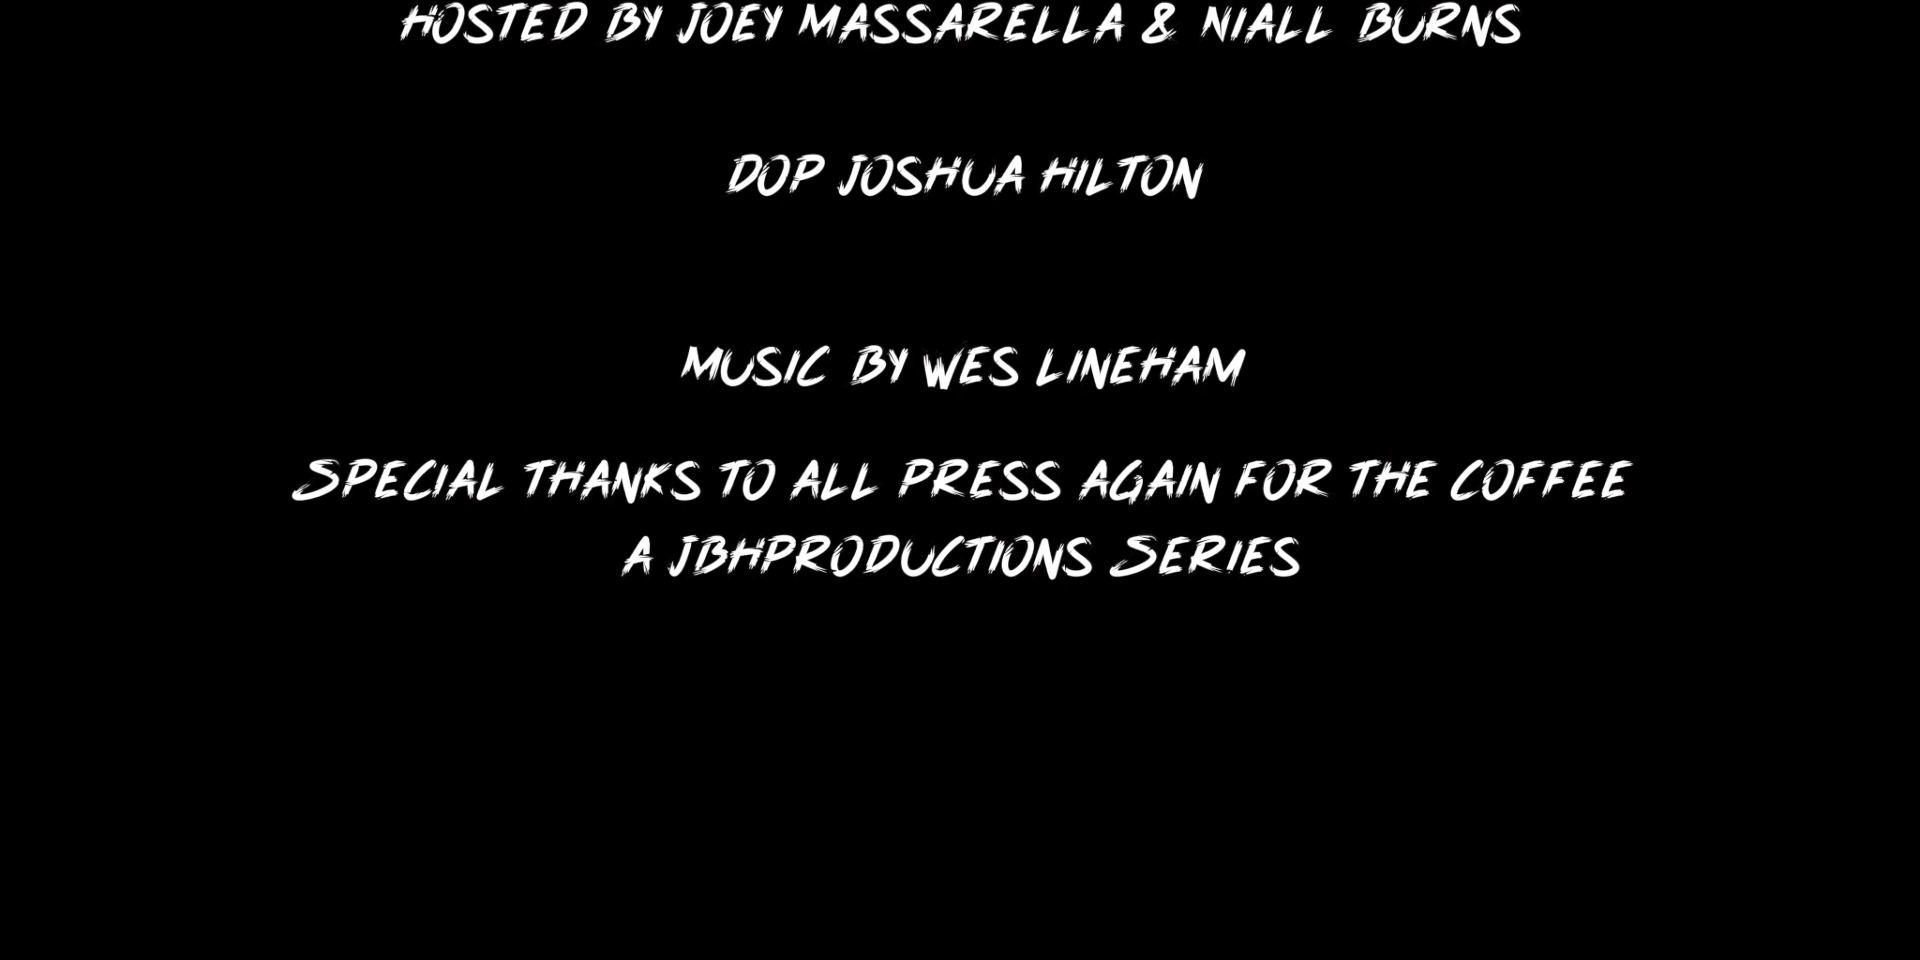 HOSTED BY JOEY MASSARELLA & NIALL BURNS
DOP JOSHUA HILTON
MUSIC BY WES LINEHAM
SPECIAL THANKS TO ALL PRESS AGAIN FOR THE COFFEE
A JBHPRODUCTIONS SERIES